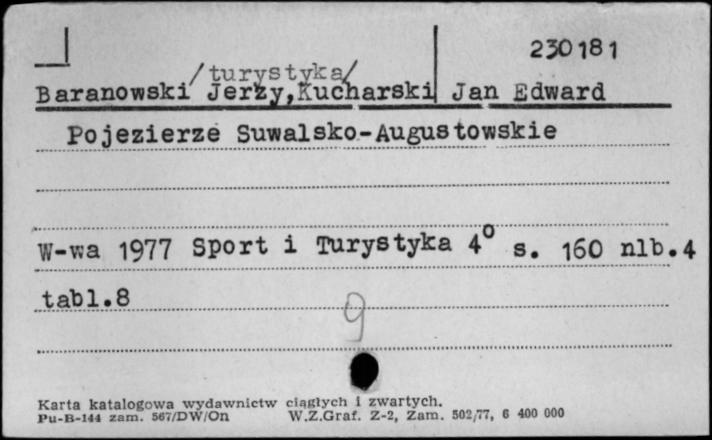 230181
/turystyka/
Baranowski Jerzy,Kucharski Jan Edward
Pojezierze Suwalsko-Augustowskie
W-wa 1977 Sport i Turystyka 4° s. 160 nlb.4
tabl.8
9
Karta katalogowa wydawnictw ciągłych i zwartych.
Pu-B-144 zam. 567/DW/On W.Z.Graf. Z-2, Zam. 502/77, 6 400 000